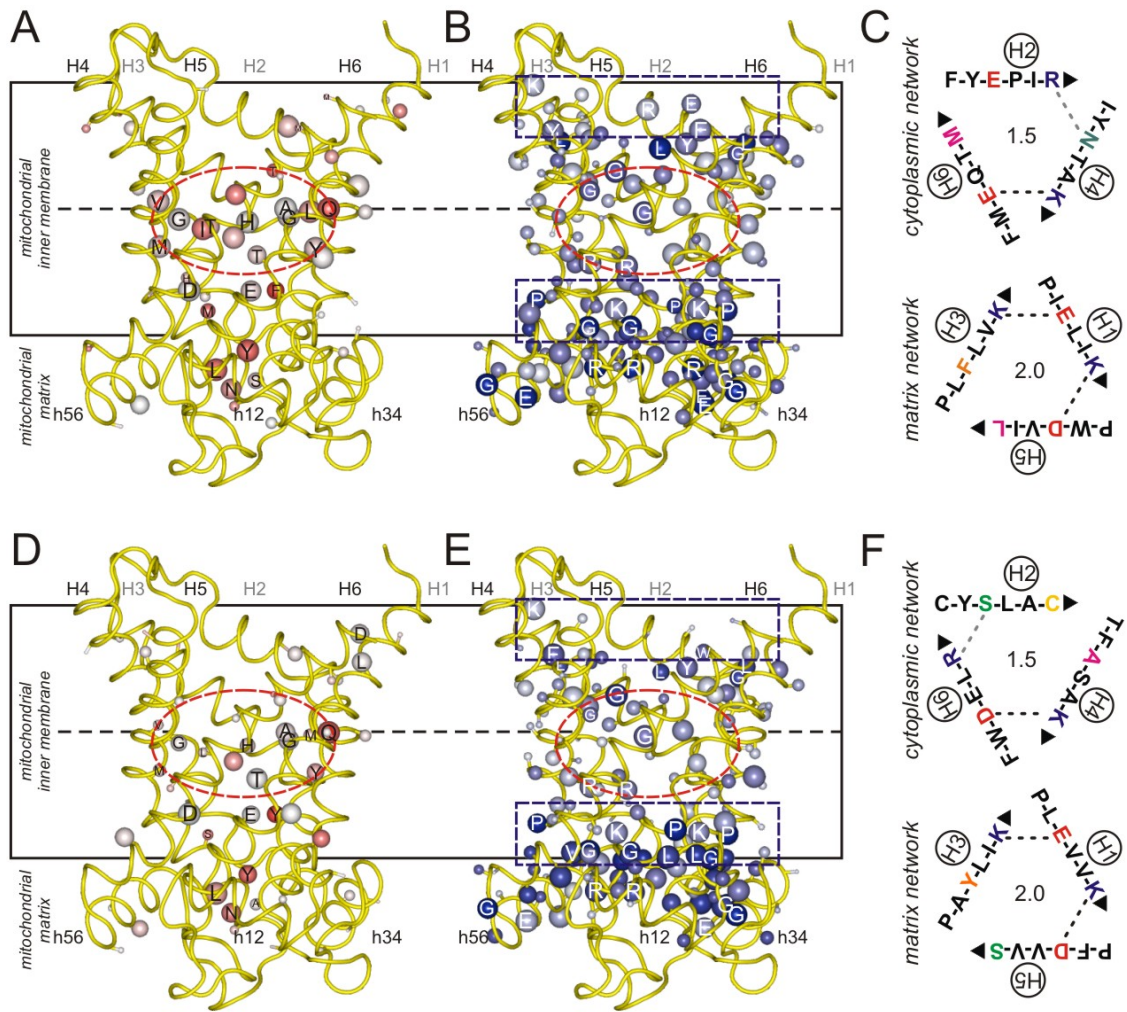 A
B
C
H4 H3 H5 H2 H6 H1
H4 H3 H5 H2 H6 H1
mitochondrial
inner membrane
mitochondrial
matrix
V G I N H A G L Q
M T Y
D E F
M
Y
L
N S
h56 h12 h34
K R E
Y L L Y F L G
G
G
R R
P K P K P
G G G
R R R G
G E E
h56 h12 h34
cytoplasmic network
H2
F-Y-E-P-I-R
1.5
I-Y-N-T-A-K
H4
F-M-E-Q-T-M
H6
matrix network
H3
P-L-F-L-V-K
P-I-E-L-I-K
H1
2.0
P-W-D-V-I-L
H5
D
E
F
H4 H3 H5 H2 H6 H1
H4 H3 H5 H2 H6 H1
mitochondrial
inner membrane
mitochondrial
matrix
D
L
V G L H A G M Q
M T Y
D E Y
S
Y
L
N A
h56 h12 h34
K
F L L Y W G
G
G
G
R R
P K P K P
V G G L L G
R R G G
G E E
h56 h12 h34
cytoplasmic network
H2
C-Y-S-L-A-C
1.5
T-F-A-S-A-K
H4
F-W-D-E-L-R
H6
matrix network
H3
P-A-Y-L-I-K
P-L-E-V-V-K
H1
2.0
P-F-D-V-V-S
H5